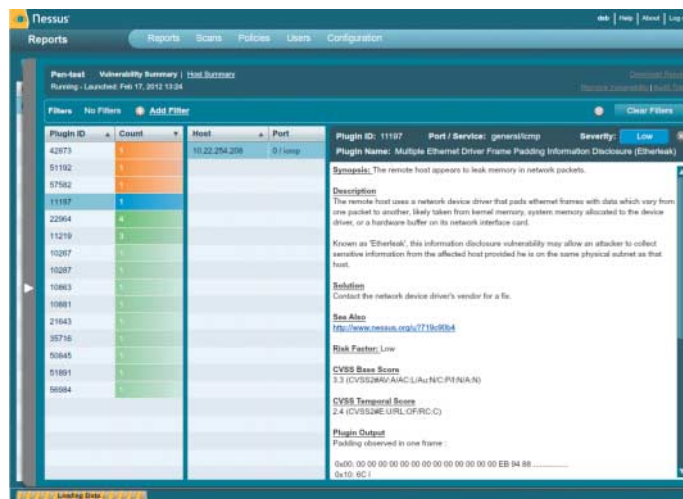 Nessus
deb | Help | About | Log
Reports
Reports Scans Policies Users Configuration
Pen-test Vulnerability Summary | Host Summary
Running - Launched: Feb 17, 2012 13:24
Filters No Filters Add Filter
Clear Filters
Plugin ID Count
42873 1
51192 1
57582 1
11197 1
22964 4
11219 3
10267 1
10287 1
10863 1
10881 1
21643 1
35716 1
50845 1
51891 1
56984 1
Host Port
10.22.254.208 0 / icmp
Plugin ID: 11197 Port / Service: general/icmp Severity: Low
Plugin Name: Multiple Ethernet Driver Frame Padding Information Disclosure (Etherleak)
Synopsis: The remote host appears to leak memory in network packets.
Description
The remote host uses a network device driver that pads ethernet frames with data which vary from
one packet to another, likely taken from kernel memory, system memory allocated to the device
driver, or a hardware buffer on its network interface card.
Known as 'Etherleak', this information disclosure vulnerability may allow an attacker to collect
sensitive information from the affected host provided he is on the same physical subnet as that
host.
Solution
Contact the network device driver's vendor for a fix.
See Also
http://www.nessus.org/u?719c90b4
Risk Factor: Low
CVSS Base Score
3.3 (CVSS2#AV:A/AC:L/Au:N/C:P/I:N/A:N)
CVSS Temporal Score
2.4 (CVSS2#E:U/RL:OF/RC:C)
Plugin Output
Padding observed in one frame :
0x00: 00 00 00 00 00 00 00 00 00 00 00 00 00 EB 94 88 ................
0x10: 6C l
Loading Data